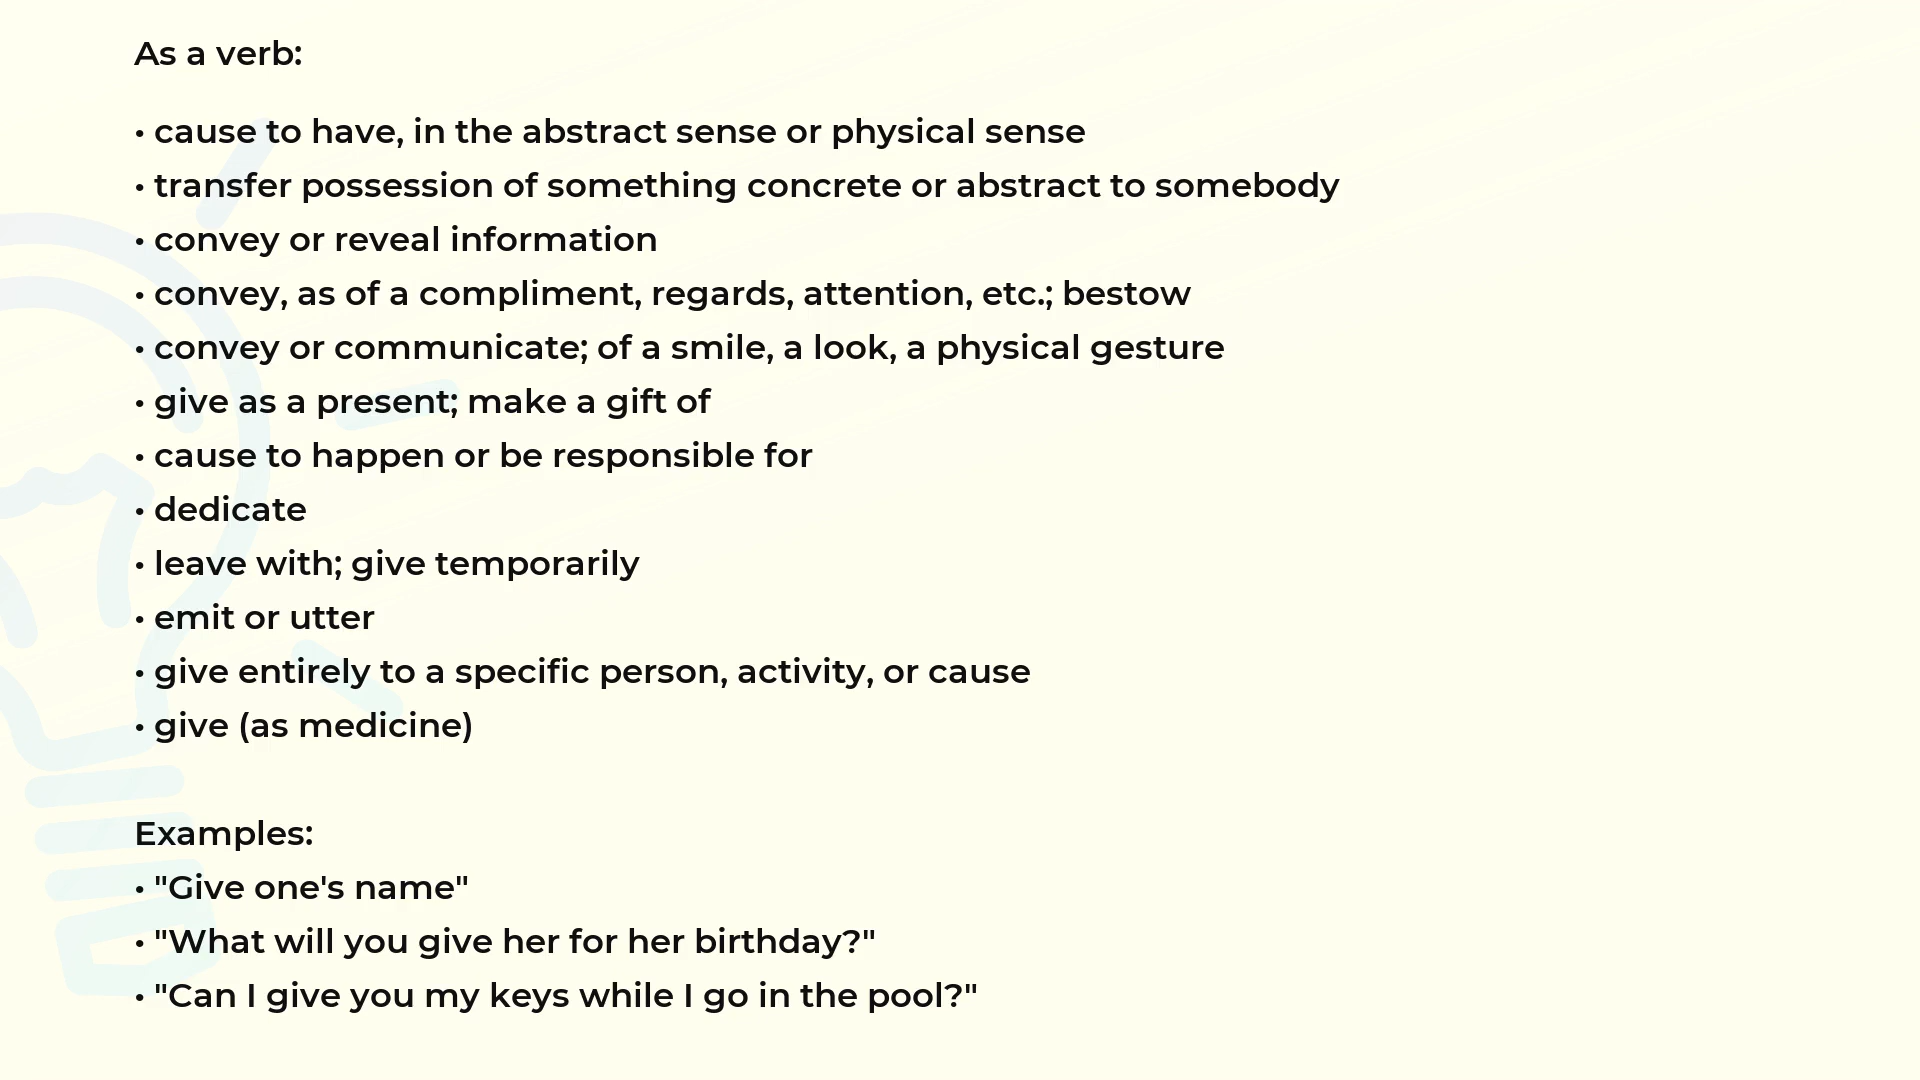 As a verb:
• cause to have, in the abstract sense or physical sense
• transfer possession of something concrete or abstract to somebody
• convey or reveal information
• convey, as of a compliment, regards, attention, etc.; bestow
• convey or communicate; of a smile, a look, a physical gesture
• give as a present; make a gift of
• cause to happen or be responsible for
• dedicate
• leave with; give temporarily
• emit or utter
• give entirely to a specific person, activity, or cause
• give (as medicine)
Examples:
• "Give one's name"
• "What will you give her for her birthday?"
• "Can I give you my keys while I go in the pool?"